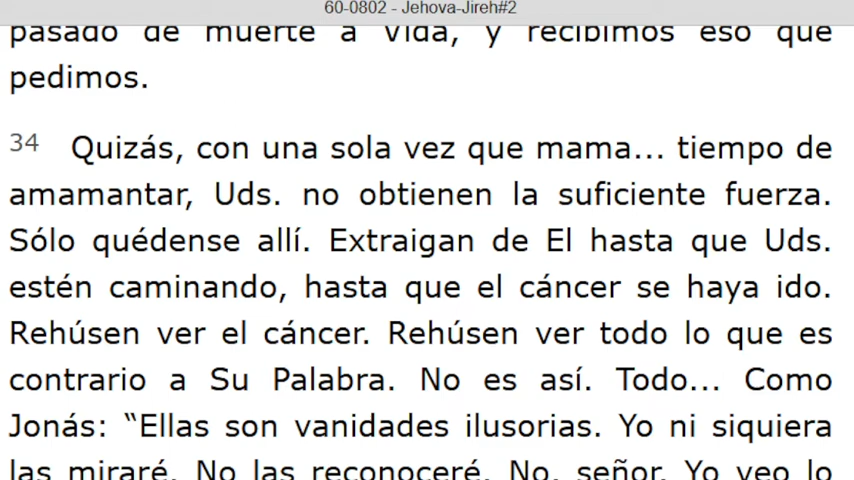 60-0802 - Jehova-Jireh#2
pasado de muerte a Vida, y recibimos eso que
pedimos.
34 Quizás, con una sola vez que mama... tiempo de
amamantar, Uds. no obtienen la suficiente fuerza.
Sólo quédense allí. Extraigan de El hasta que Uds.
estén caminando, hasta que el cáncer se haya ido.
Rehúsen ver el cáncer. Rehúsen ver todo lo que es
contrario a Su Palabra. No es así. Todo... Como
Jonás: “Ellas son vanidades ilusorias. Yo ni siquiera
las miraré. No las reconoceré. No, señor. Yo veo lo